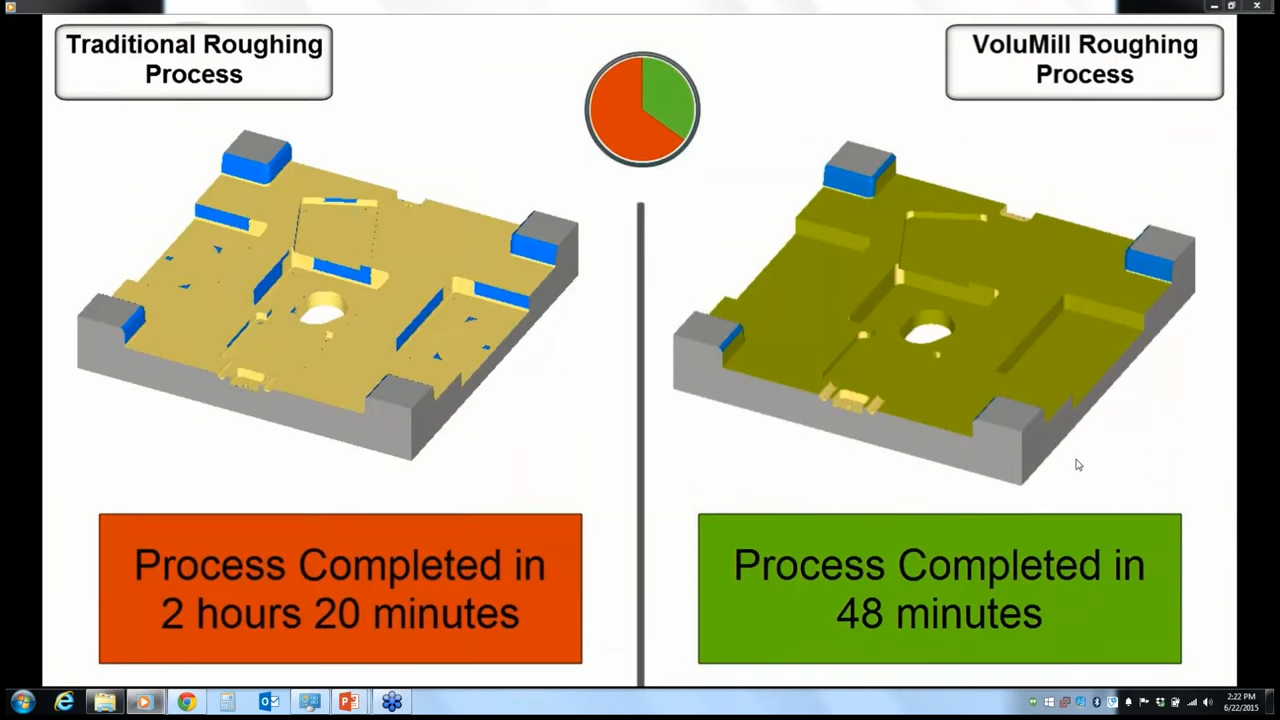 Traditional Roughing
Process
VoluMill Roughing
Process
Process Completed in
2 hours 20 minutes
Process Completed in
48 minutes
2:22 PM
6/22/2015